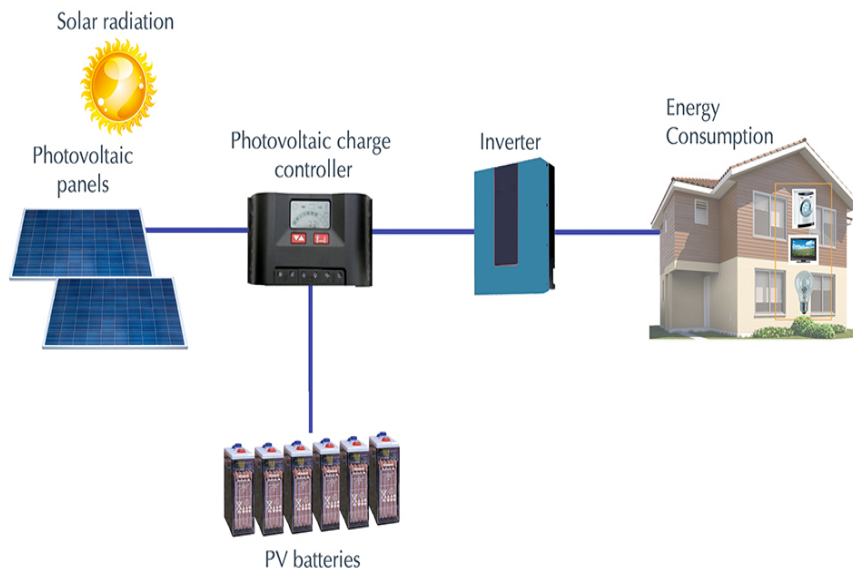 Solar radiation
Photovoltaic
panels
Photovoltaic charge
controller
Inverter
Energy
Consumption
PV batteries